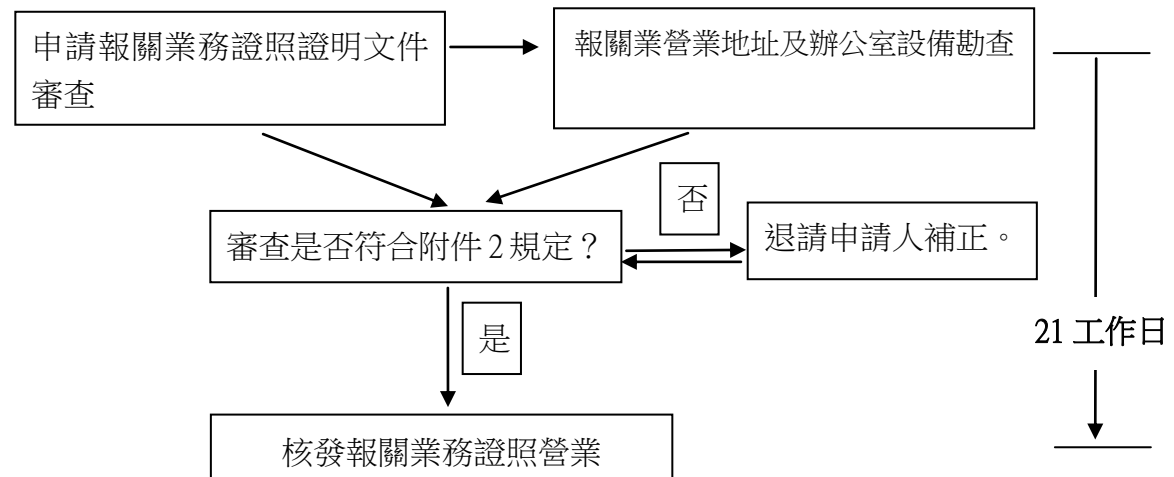 申請報關業務證照證明文件
審查
報關業營業地址及辦公室設備勘查
否
審查是否符合附件2規定？
退請申請人補正。
是
21工作日
核發報關業務證照營業